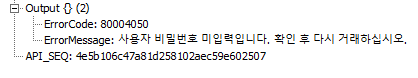 Output {} (2)
ErrorCode: 80004050
ErrorMessage: 사용자 비밀번호 미입력입니다. 확인 후 다시 거래하십시오.
API_SEQ: 4e5b106c47a81d258102aec59e602507